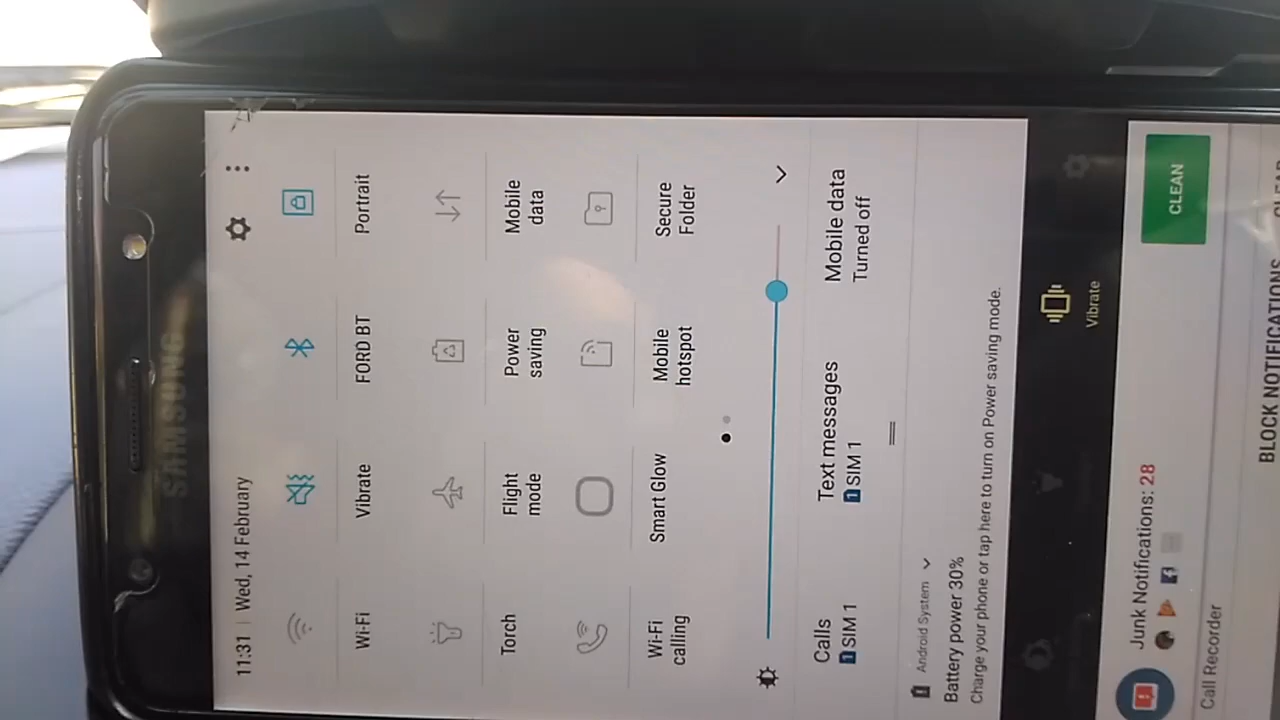 SAMSUNG
11:31 | Wed, 14 February
Wi-Fi
Vibrate
FORD BT
Portrait
Torch
Flight
mode
Power
saving
Mobile
data
Wi-Fi
calling
Smart Glow
Mobile
hotspot
Secure
Folder
Calls
1 SIM 1
Text messages
1 SIM 1
Mobile data
Turned off
Android System
Battery power 30%
Charge your phone or tap here to turn on Power saving mode.
Vibrate
Junk Notifications: 28
CLEAN
Call Recorder
BLOCK NOTIFICATIONS